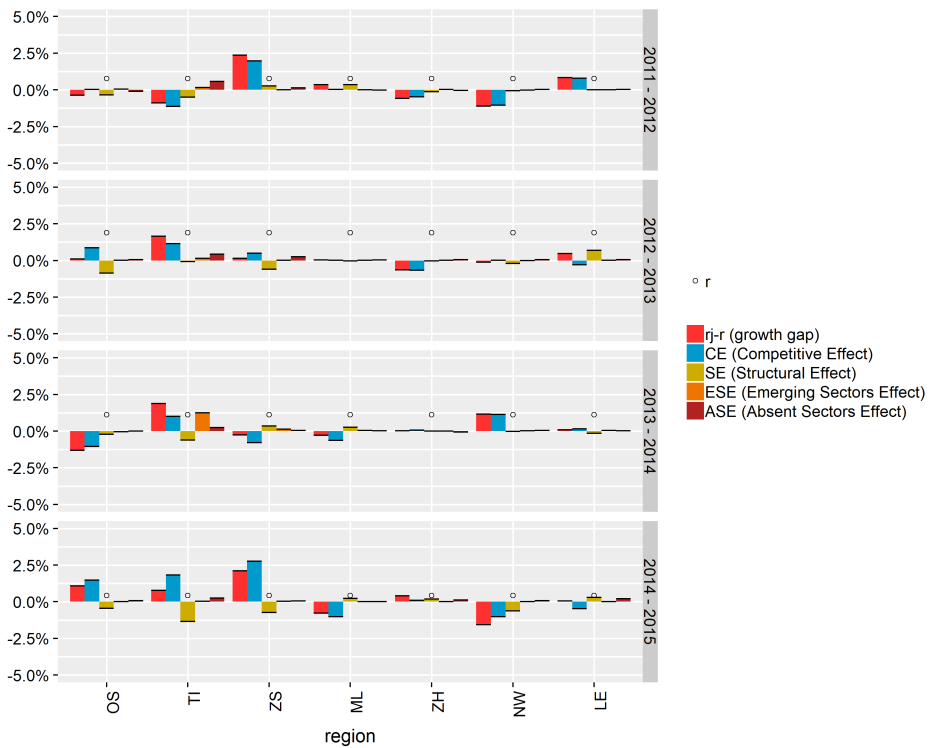 5.0%
2.5%
0.0%
-2.5%
-5.0%
2011 - 2012
5.0%
2.5%
0.0%
-2.5%
-5.0%
2012 - 2013
5.0%
2.5%
0.0%
-2.5%
-5.0%
2013 - 2014
5.0%
2.5%
0.0%
-2.5%
-5.0%
2014 - 2015
OS
TI
ZS
ML
ZH
NW
LE
region
r
rj-r (growth gap)
CE (Competitive Effect)
SE (Structural Effect)
ESE (Emerging Sectors Effect)
ASE (Absent Sectors Effect)